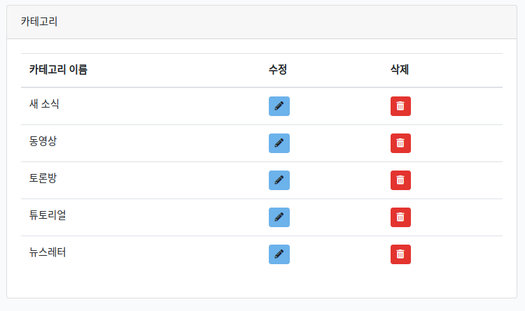 카테고리
카테고리 이름 수정 삭제
새 소식
동영상
토론방
튜토리얼
뉴스레터